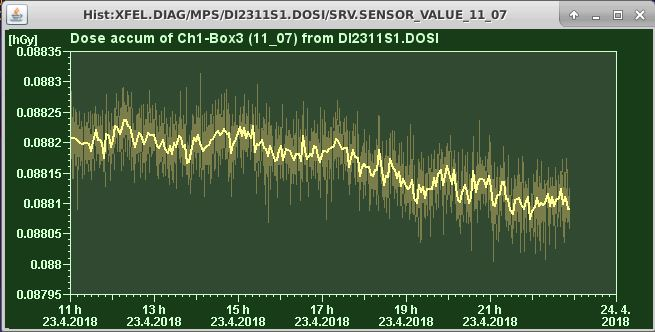 Hist:XFEL.DIAG/MPS/DI2311S1.DOSI/SRV.SENSOR_VALUE_11_07
[hGy] Dose accum of Ch1-Box3 (11_07) from DI2311S1.DOSI
0.08835
0.0883
0.08825
0.0882
0.08815
0.0881
0.08805
0.088
0.08795
11 h 13 h 15 h 17 h 19 h 21 h 24. 4.
23.4.2018 23.4.2018 23.4.2018 23.4.2018 23.4.2018 23.4.2018 2018